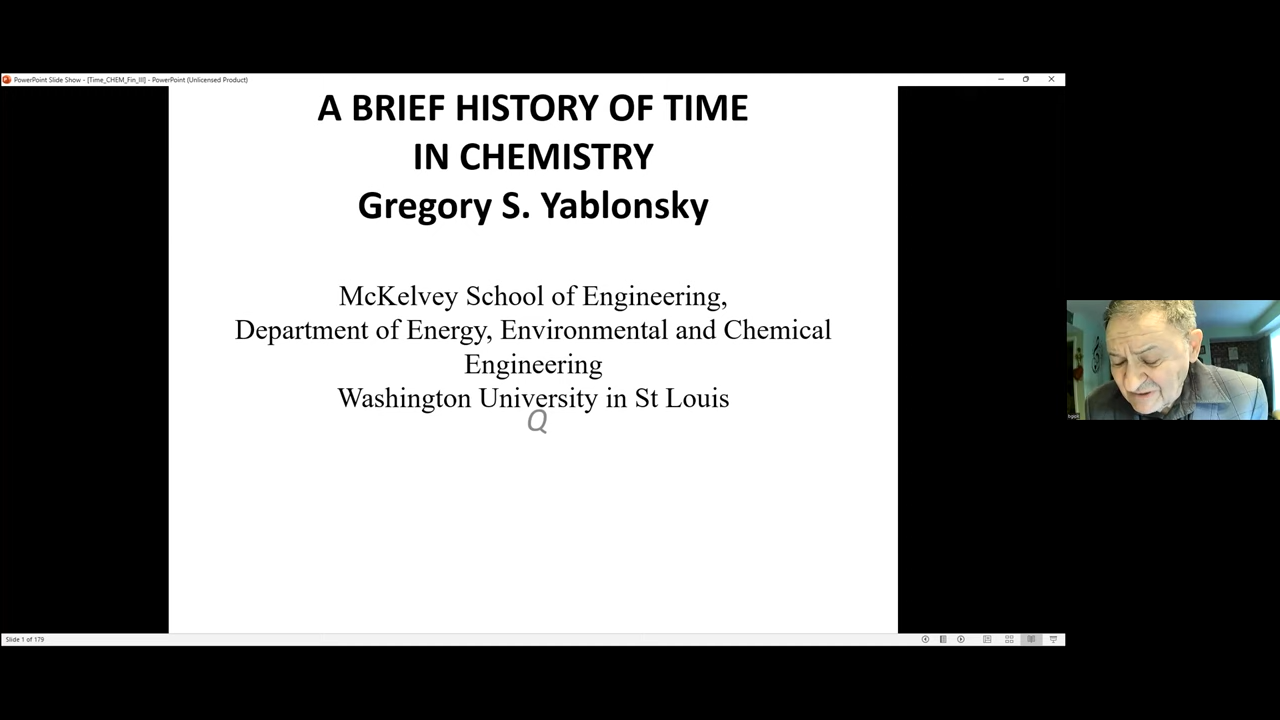 PowerPoint Slide Show - [Time_CHEM_Fin_III] - PowerPoint (Unlicensed Product)
A BRIEF HISTORY OF TIME
IN CHEMISTRY
Gregory S. Yablonsky
McKelvey School of Engineering,
Department of Energy, Environmental and Chemical
Engineering
Washington University in St Louis
Q
Slide 1 of 179